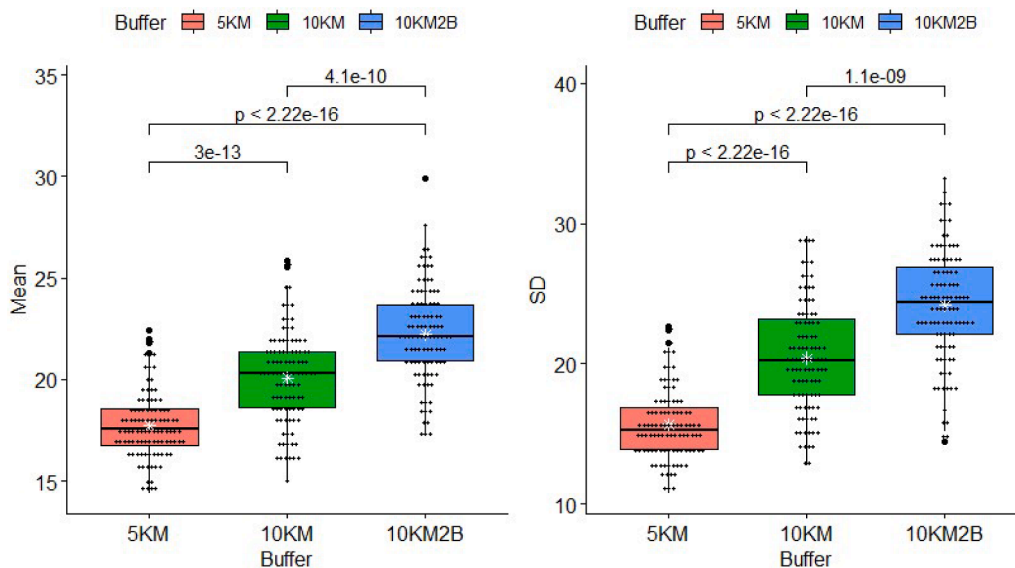 Buffer 5KM 10KM 10KM2B
4.1e-10
p < 2.22e-16
3e-13
35
30
25
20
15
Mean
5KM 10KM 10KM2B
Buffer
Buffer 5KM 10KM 10KM2B
1.1e-09
p < 2.22e-16
p < 2.22e-16
40
30
20
10
SD
5KM 10KM 10KM2B
Buffer